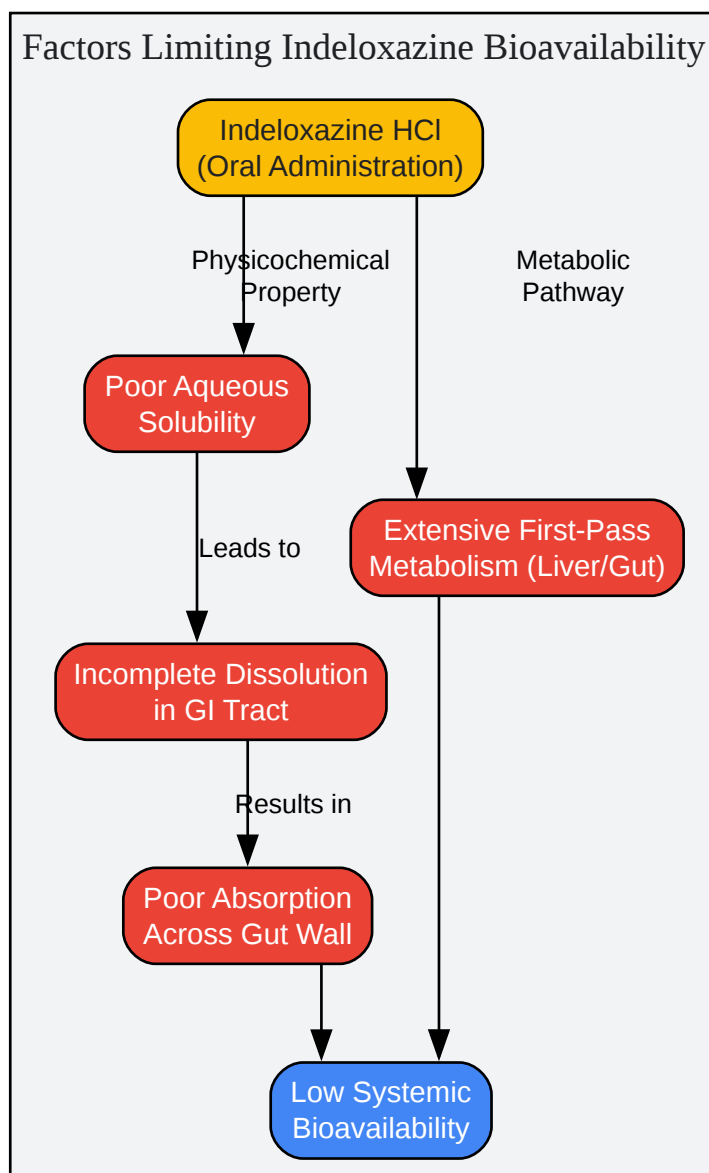 Factors Limiting Indeloxazine Bioavailability
Indeloxazine HCl
(Oral Administration)
Physicochemical
Property
Metabolic
Pathway
Poor Aqueous
Solubility
Leads to
Extensive First-Pass
Metabolism (Liver/Gut)
Incomplete Dissolution
in GI Tract
Results in
Poor Absorption
Across Gut Wall
Low Systemic
Bioavailability